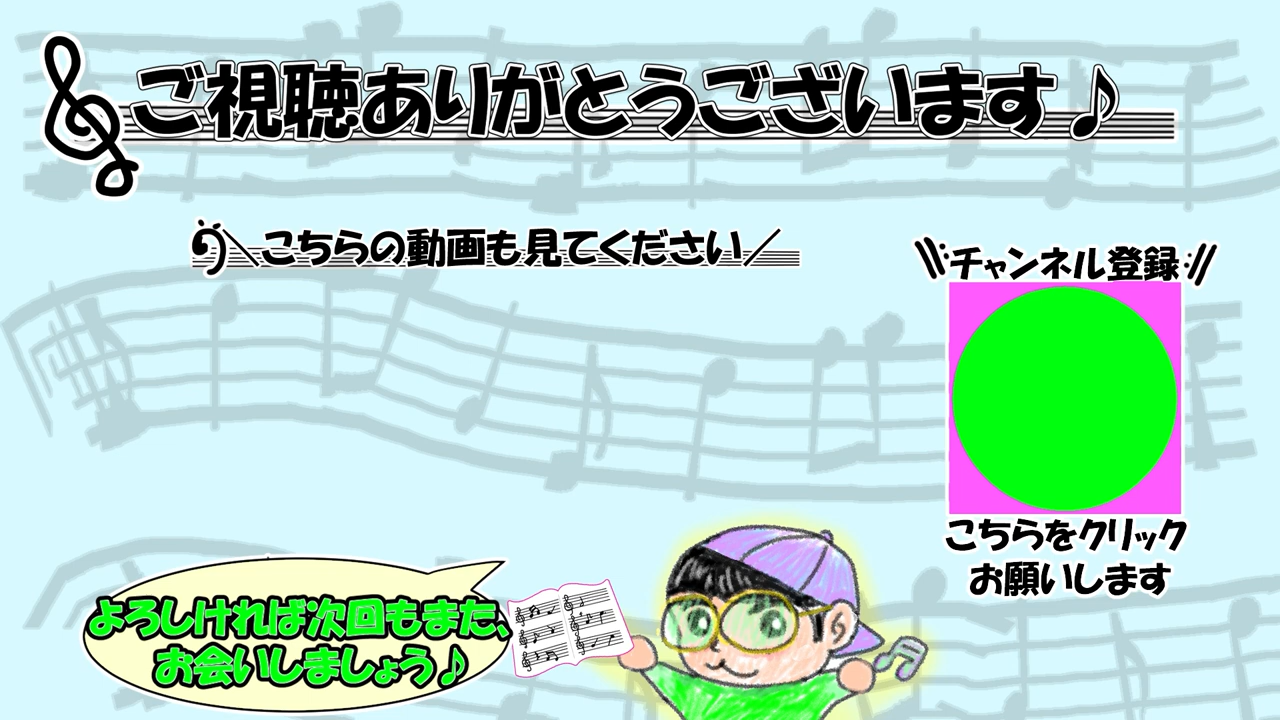 ご視聴ありがとうございます♪
＼こちらの動画も見てください／
チャンネル登録
こちらをクリック
お願いします
よろしければ次回もまた、
お会いしましょう♪